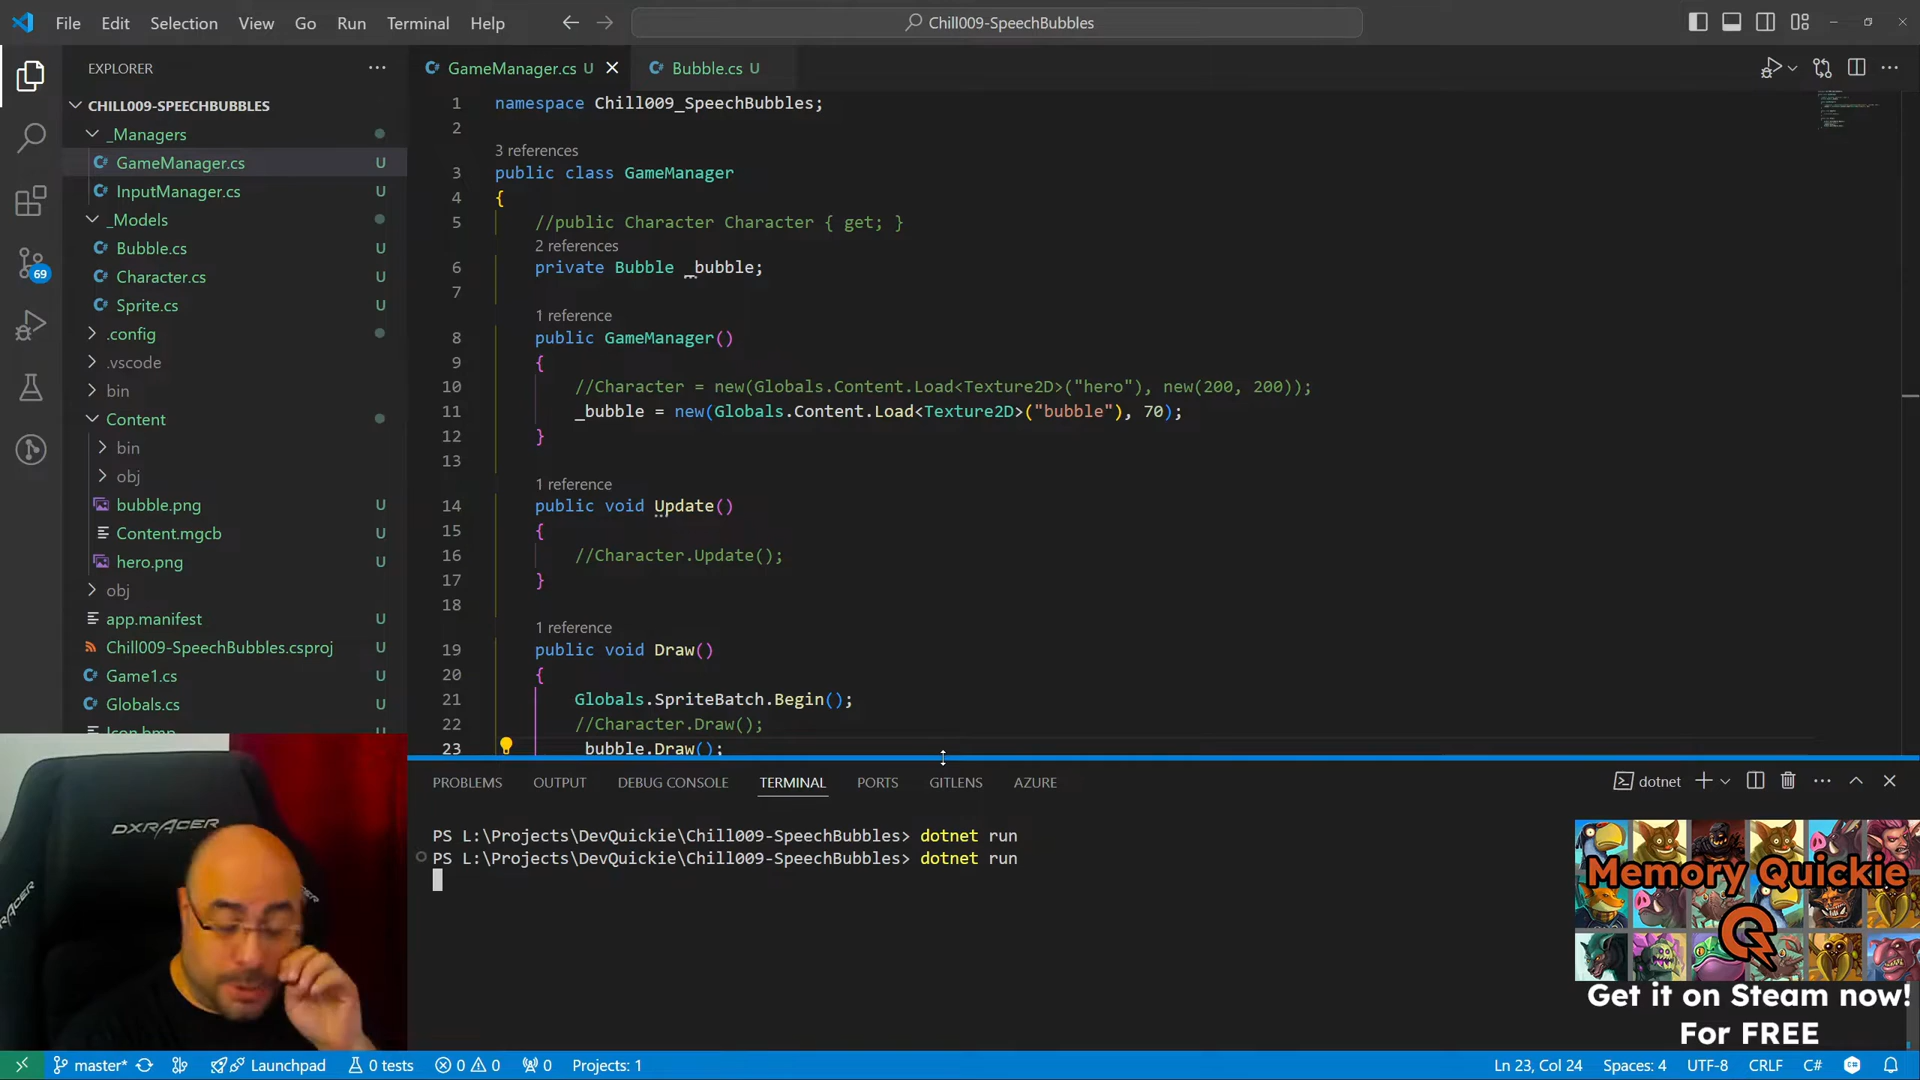 File Edit Selection View Go Run Terminal Help
Chill009-SpeechBubbles
EXPLORER
CHILL009-SPEECHBUBBLES
_Managers
GameManager.cs U
InputManager.cs U
_Models
Bubble.cs U
Character.cs U
Sprite.cs U
.config
.vscode
bin
Content
bin
obj
bubble.png U
Content.mgcb U
hero.png U
obj
app.manifest U
Chill009-SpeechBubbles.csproj U
Game1.cs U
Globals.cs U
Icon.bmp
69
GameManager.cs U
Bubble.cs U
1 namespace Chill009_SpeechBubbles;
2
3 references
3 public class GameManager
4 {
5 //public Character Character { get; }
2 references
6 private Bubble _bubble;
7
1 reference
8 public GameManager()
9 {
10 //Character = new(Globals.Content.Load<Texture2D>("hero"), new(200, 200));
11 _bubble = new(Globals.Content.Load<Texture2D>("bubble"), 70);
12 }
13
1 reference
14 public void Update()
15 {
16 //Character.Update();
17 }
18
1 reference
19 public void Draw()
20 {
21 Globals.SpriteBatch.Begin();
22 //Character.Draw();
23 _bubble.Draw();
PROBLEMS OUTPUT DEBUG CONSOLE TERMINAL PORTS GITLENS AZURE
dotnet
PS L:\Projects\DevQuickie\Chill009-SpeechBubbles> dotnet run
PS L:\Projects\DevQuickie\Chill009-SpeechBubbles> dotnet run
DXRACER
Memory Quickie
Get it on Steam now!
For FREE
master* Launchpad 0 tests 0 0 0 Projects: 1
Ln 23, Col 24 Spaces: 4 UTF-8 CRLF C#